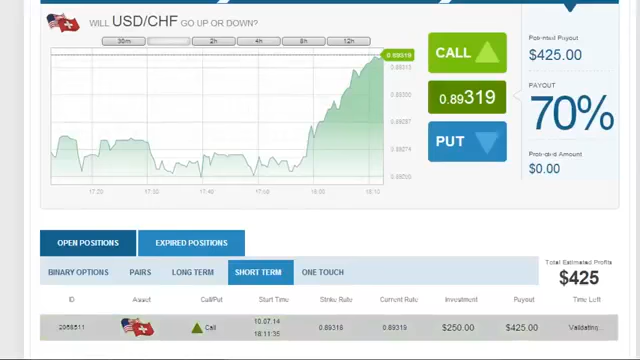 WILL USD/CHF GO UP OR DOWN?
30m 2h 4h 8h 12h
0.89319
0.89313
0.89300
0.89297
0.89274
17:20 17:30 17:40 17:50 18:00 18:10
CALL
0.89319
PUT
Potential Payout
$425.00
PAYOUT
70%
Protected Amount
$0.00
OPEN POSITIONS EXPIRED POSITIONS
BINARY OPTIONS PAIRS LONG TERM SHORT TERM ONE TOUCH
Total Estimated Profits
$425
ID Asset Call/Put Start Time Strike Rate Current Rate Investment Payout Time Left
Call 10.07.14 18:11:35 0.89318 0.89319 $250.00 $425.00 Validating...